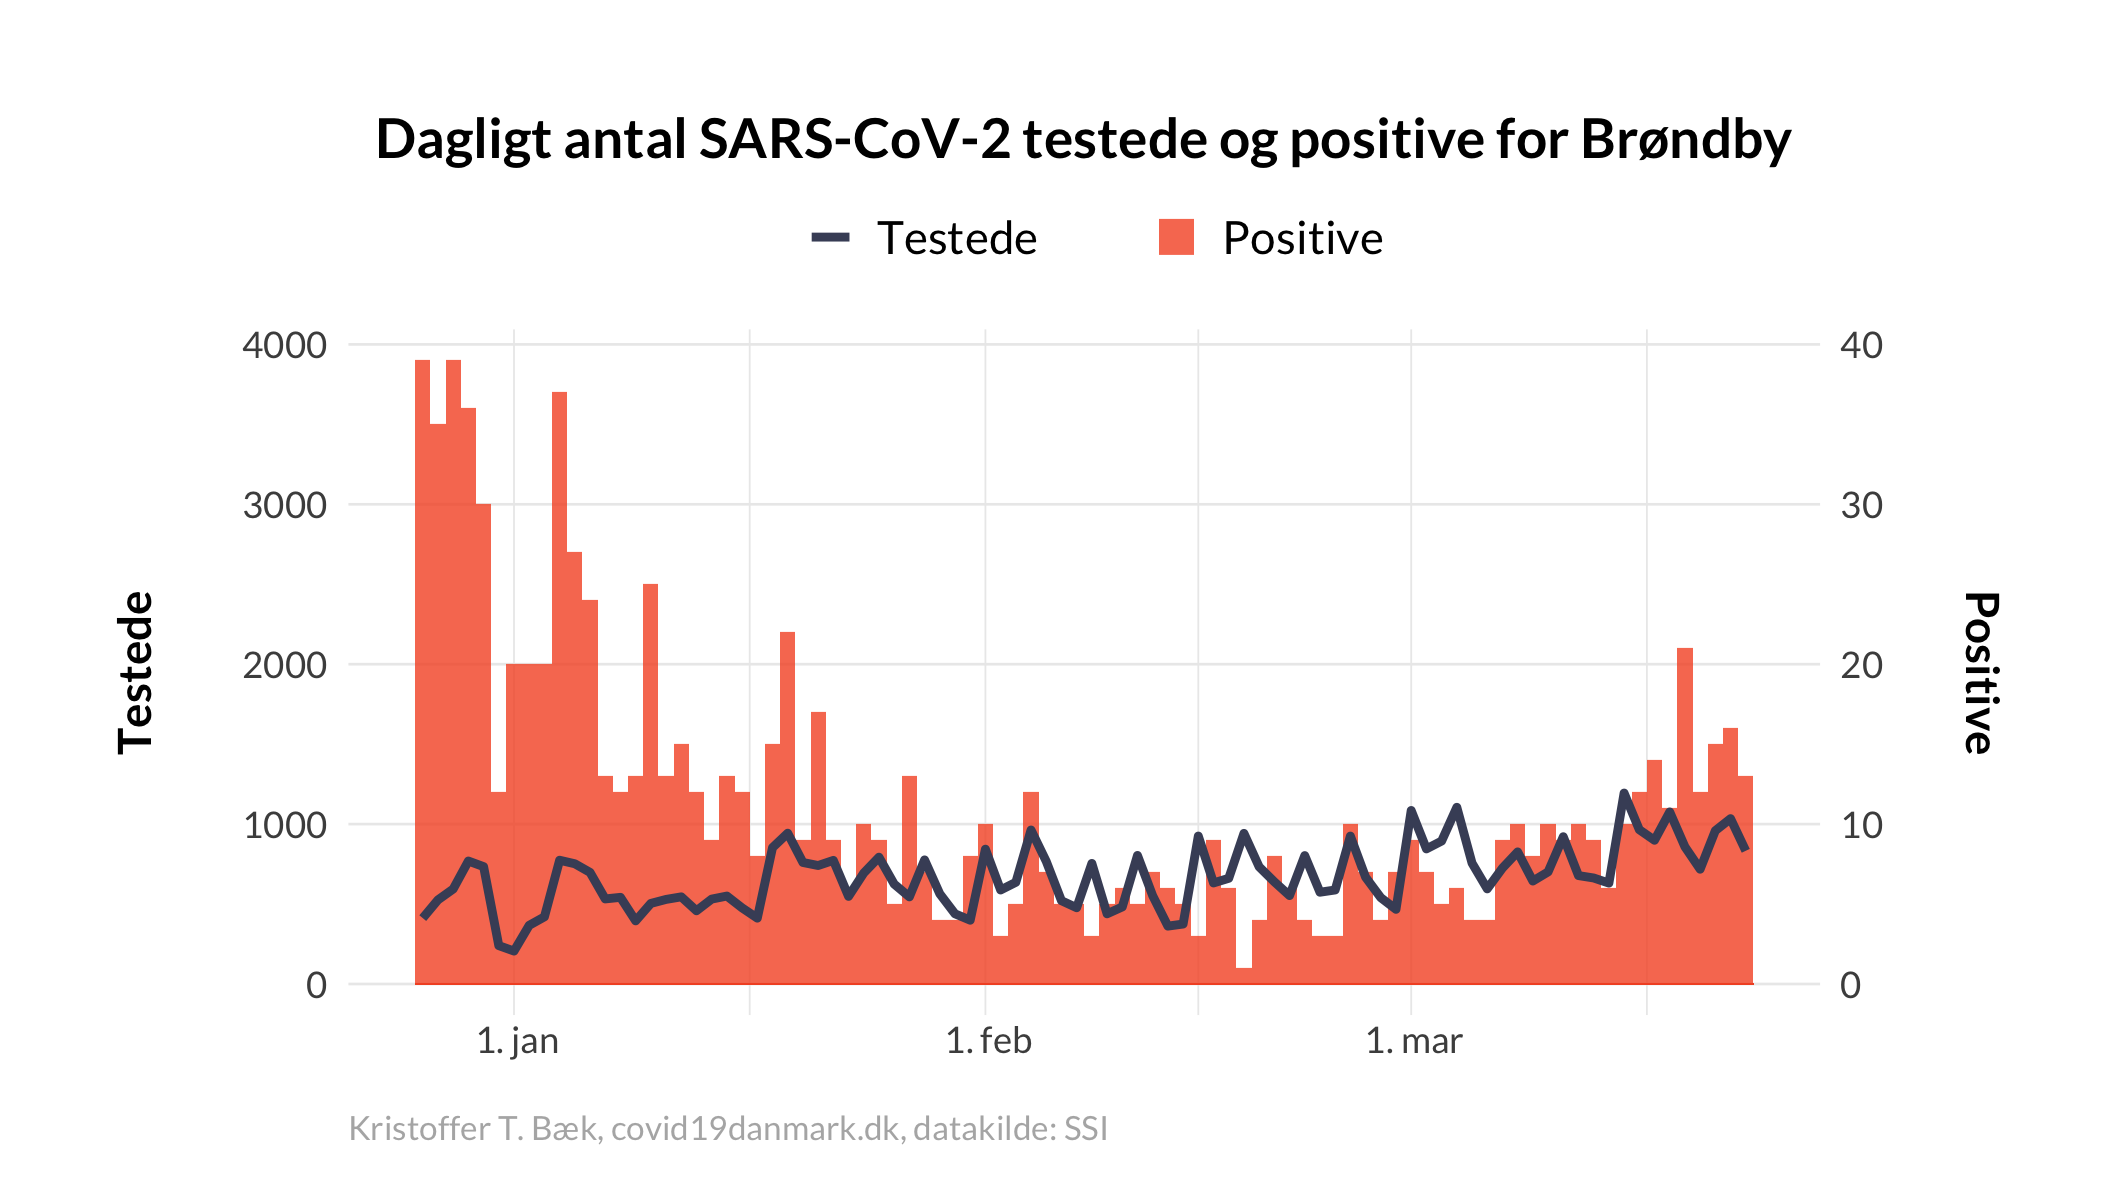 Dagligt antal SARS-CoV-2 testede og positive for Brøndby
Testede Positive
4000 40
3000 30
2000 20
1000 10
0 0
Testede
Positive
1. jan 1. feb 1. mar
Kristoffer T. Bæk, covid19danmark.dk, datakilde: SSI